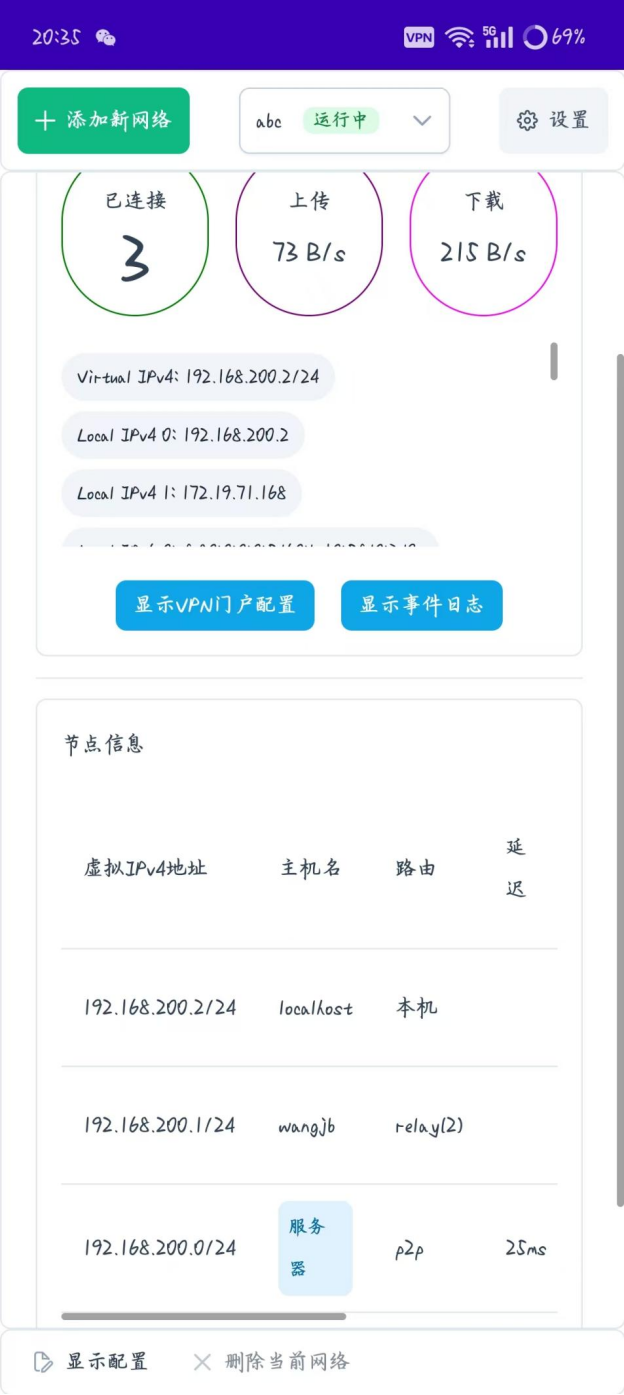 20:35 VPN 5G 69%
添加新网络 abc 运行中 设置
已连接 上传 下载
3 73 B/s 215 B/s
Virtual IPv4: 192.168.200.2/24
Local IPv4 0: 192.168.200.2
Local IPv4 1: 172.19.71.168
显示VPN门户配置 显示事件日志
节点信息
虚拟IPv4地址 主机名 路由 延迟
192.168.200.2/24 localhost 本机
192.168.200.1/24 wangjb relay(2)
192.168.200.0/24 服务器 p2p 25ms
显示配置 删除当前网络